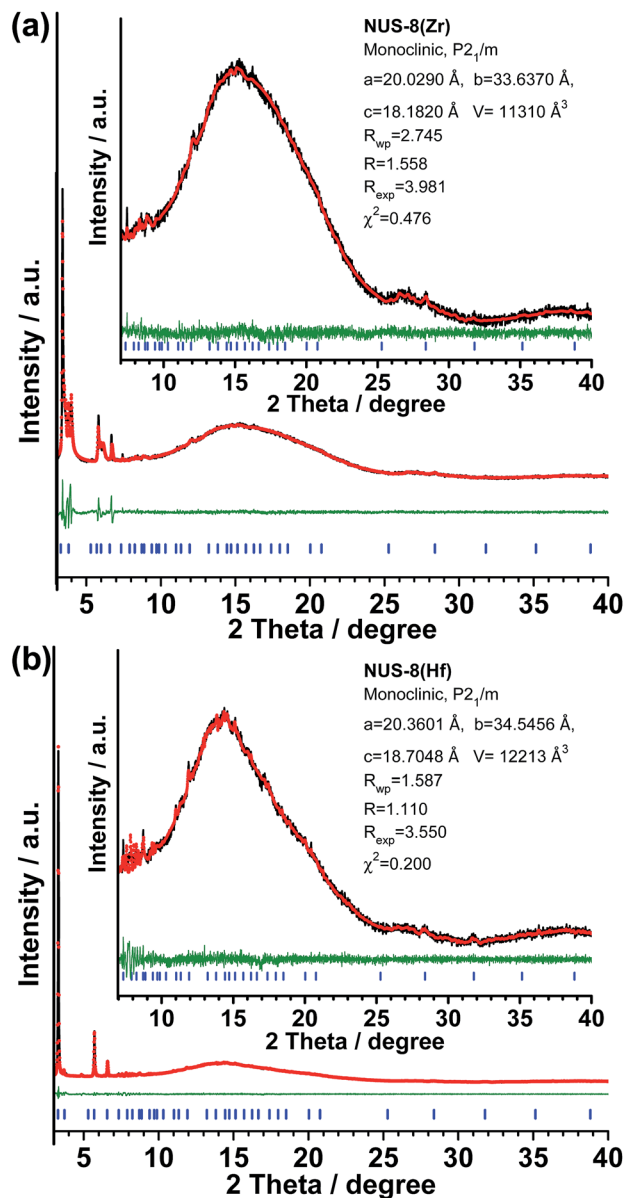 (a)
NUS-8(Zr)
Monoclinic, P2₁/m
a=20.0290 Å, b=33.6370 Å,
c=18.1820 Å V= 11310 Å³
R_wp=2.745
R=1.558
R_exp=3.981
χ²=0.476
Intensity / a.u.
10 15 20 25 30 35 40
2 Theta / degree
Intensity / a.u.
5 10 15 20 25 30 35 40
2 Theta / degree
(b)
NUS-8(Hf)
Monoclinic, P2₁/m
a=20.3601 Å, b=34.5456 Å,
c=18.7048 Å V= 12213 Å³
R_wp=1.587
R=1.110
R_exp=3.550
χ²=0.200
Intensity / a.u.
10 15 20 25 30 35 40
2 Theta / degree
Intensity / a.u.
5 10 15 20 25 30 35 40
2 Theta / degree